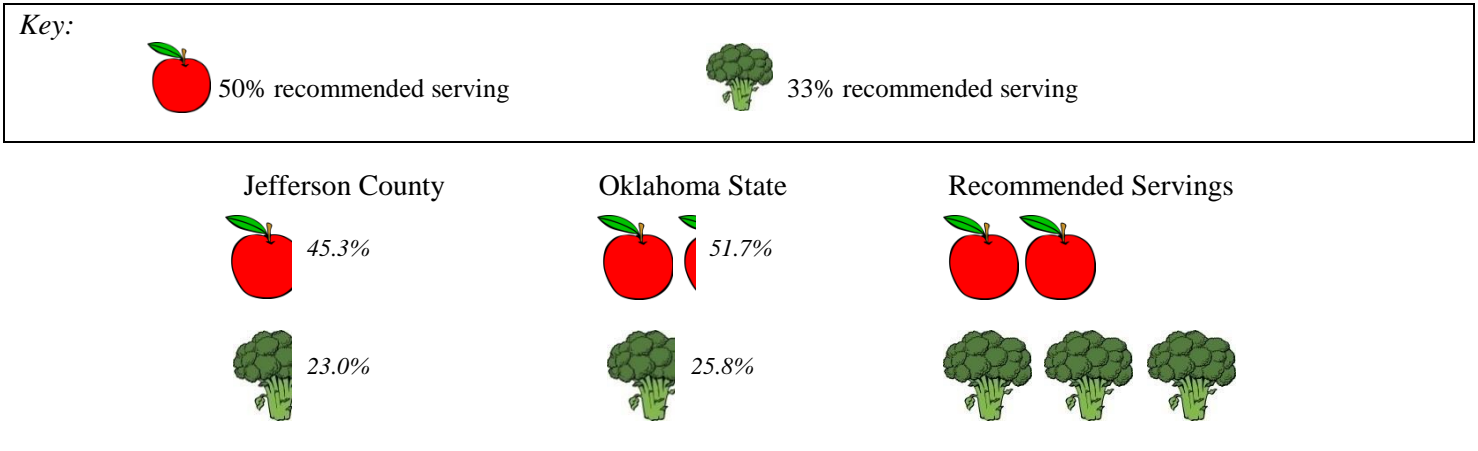 Key:
50% recommended serving 33% recommended serving
Jefferson County Oklahoma State Recommended Servings
45.3% 51.7%
23.0% 25.8%